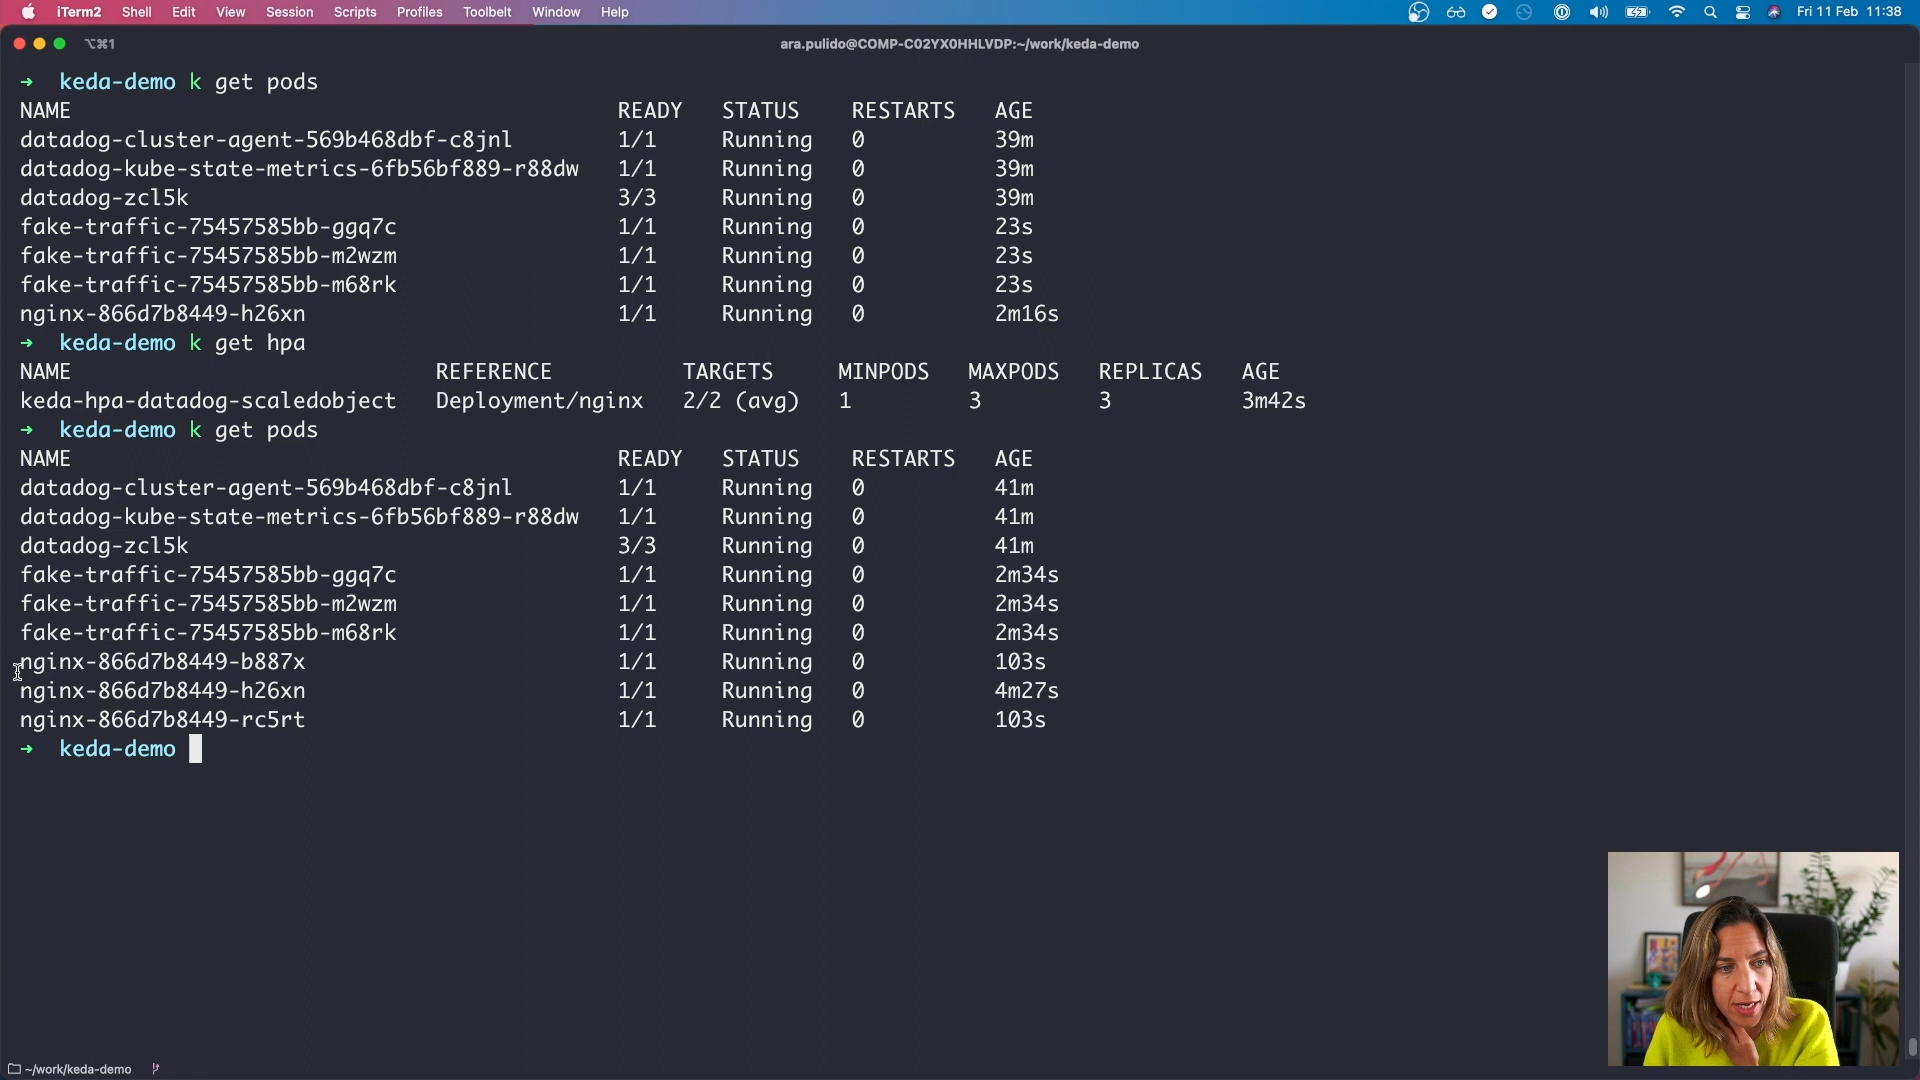 iTerm2 Shell Edit View Session Scripts Profiles Toolbelt Window Help Fri 11 Feb 11:38
⌥⌘1 ara.pulido@COMP-C02YX0HHLVDP:~/work/keda-demo
→ keda-demo k get pods
NAME READY STATUS RESTARTS AGE
datadog-cluster-agent-569b468dbf-c8jnl 1/1 Running 0 39m
datadog-kube-state-metrics-6fb56bf889-r88dw 1/1 Running 0 39m
datadog-zcl5k 3/3 Running 0 39m
fake-traffic-75457585bb-ggq7c 1/1 Running 0 23s
fake-traffic-75457585bb-m2wzm 1/1 Running 0 23s
fake-traffic-75457585bb-m68rk 1/1 Running 0 23s
nginx-866d7b8449-h26xn 1/1 Running 0 2m16s
→ keda-demo k get hpa
NAME REFERENCE TARGETS MINPODS MAXPODS REPLICAS AGE
keda-hpa-datadog-scaledobject Deployment/nginx 2/2 (avg) 1 3 3 3m42s
→ keda-demo k get pods
NAME READY STATUS RESTARTS AGE
datadog-cluster-agent-569b468dbf-c8jnl 1/1 Running 0 41m
datadog-kube-state-metrics-6fb56bf889-r88dw 1/1 Running 0 41m
datadog-zcl5k 3/3 Running 0 41m
fake-traffic-75457585bb-ggq7c 1/1 Running 0 2m34s
fake-traffic-75457585bb-m2wzm 1/1 Running 0 2m34s
fake-traffic-75457585bb-m68rk 1/1 Running 0 2m34s
nginx-866d7b8449-b887x 1/1 Running 0 103s
nginx-866d7b8449-h26xn 1/1 Running 0 4m27s
nginx-866d7b8449-rc5rt 1/1 Running 0 103s
→ keda-demo
~/work/keda-demo